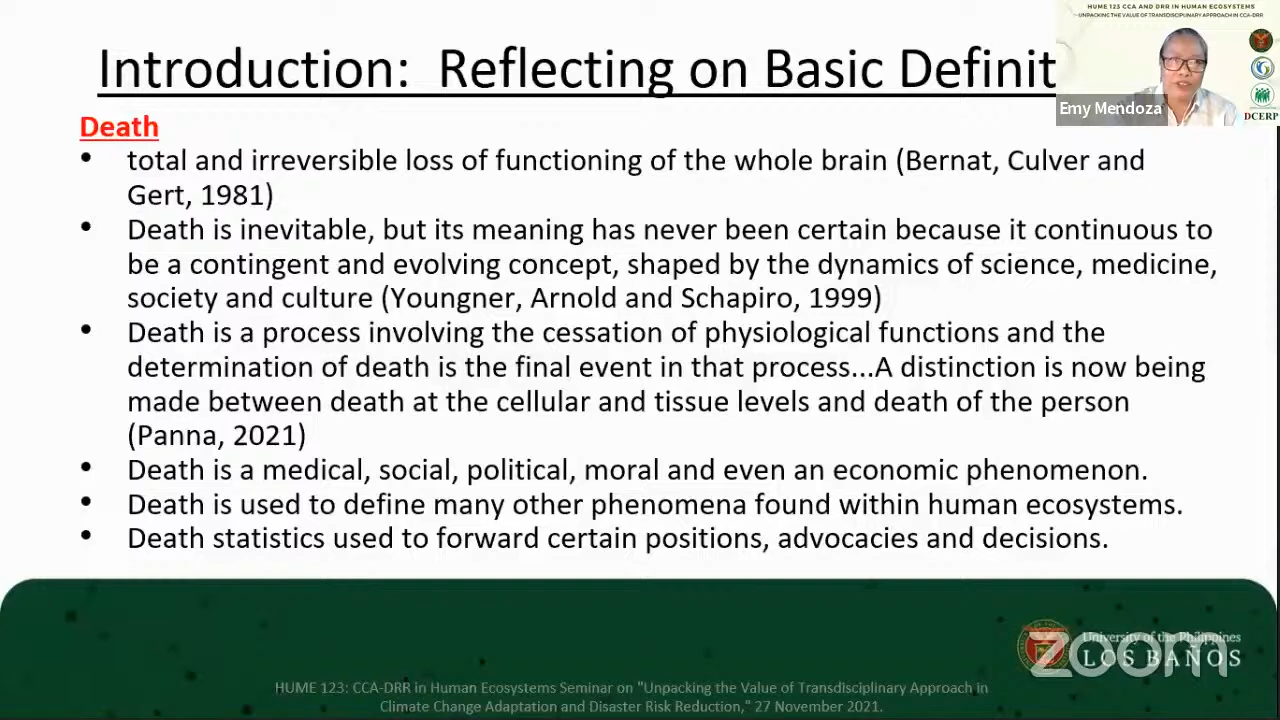 HUME 123 CCA AND DRR IN HUMAN ECOSYSTEMS
UNPACKING THE VALUE OF TRANSDISCIPLINARY APPROACH IN CCA-DRR
Introduction: Reflecting on Basic Definit
Emy Mendoza
DCERP
Death
• total and irreversible loss of functioning of the whole brain (Bernat, Culver and
Gert, 1981)
• Death is inevitable, but its meaning has never been certain because it continuous to
be a contingent and evolving concept, shaped by the dynamics of science, medicine,
society and culture (Youngner, Arnold and Schapiro, 1999)
• Death is a process involving the cessation of physiological functions and the
determination of death is the final event in that process...A distinction is now being
made between death at the cellular and tissue levels and death of the person
(Panna, 2021)
• Death is a medical, social, political, moral and even an economic phenomenon.
• Death is used to define many other phenomena found within human ecosystems.
• Death statistics used to forward certain positions, advocacies and decisions.
University of the Philippines
LOS BAÑOS
zoom
HUME 123: CCA-DRR in Human Ecosystems Seminar on "Unpacking the Value of Transdisciplinary Approach in
Climate Change Adaptation and Disaster Risk Reduction," 27 November 2021.